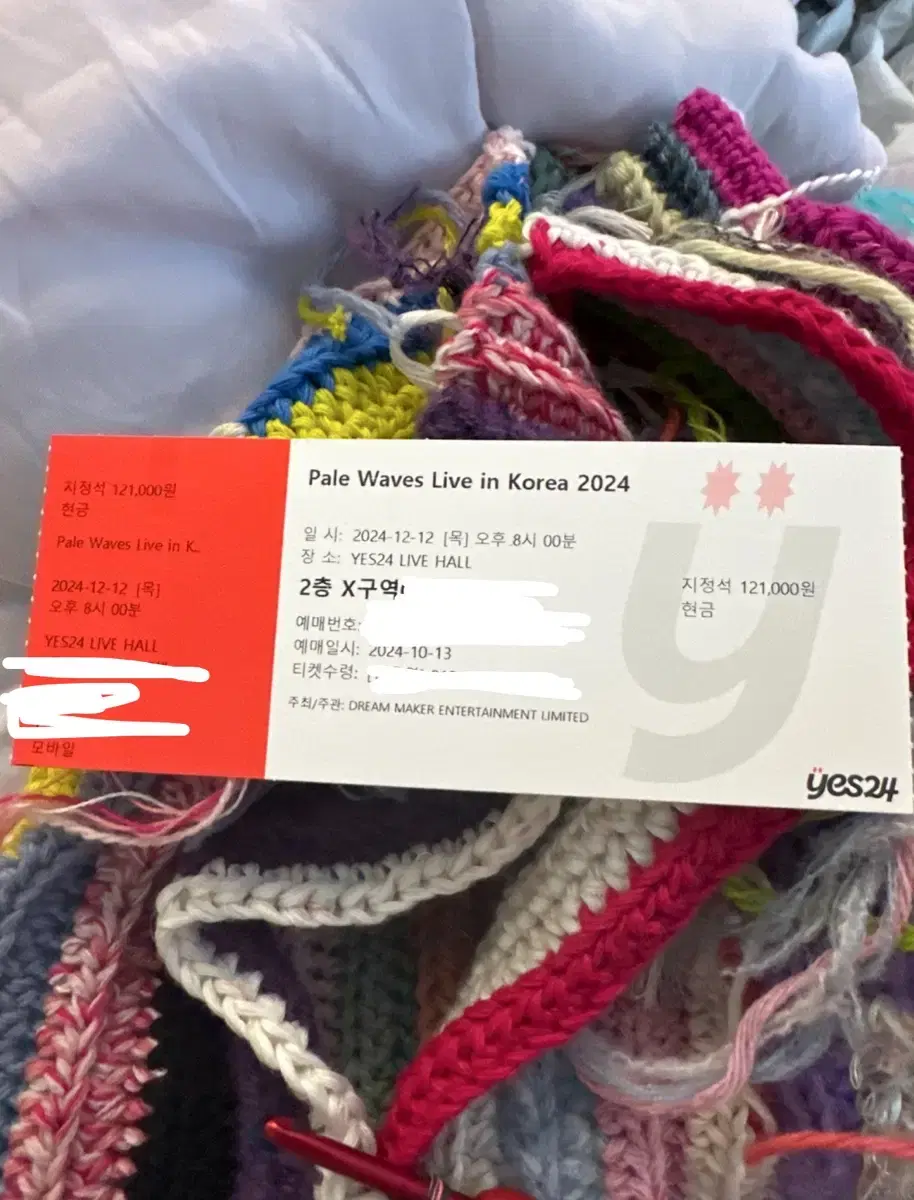 지정석 121,000원
현금
Pale Waves Live in K..
2024-12-12 [목]
오후 8시 00분
YES24 LIVE HALL
모바일
Pale Waves Live in Korea 2024
일 시: 2024-12-12 [목] 오후 8시 00분
장 소: YES24 LIVE HALL
2층 X구역
예매번호:
예매일시: 2024-10-13
티켓수령:
주최/주관: DREAM MAKER ENTERTAINMENT LIMITED
지정석 121,000원
현금
ÿ
yes24